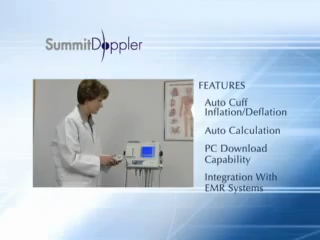 SummitDoppler
FEATURES
Auto Cuff
Inflation/Deflation
Auto Calculation
PC Download
Capability
Integration With
EMR Systems